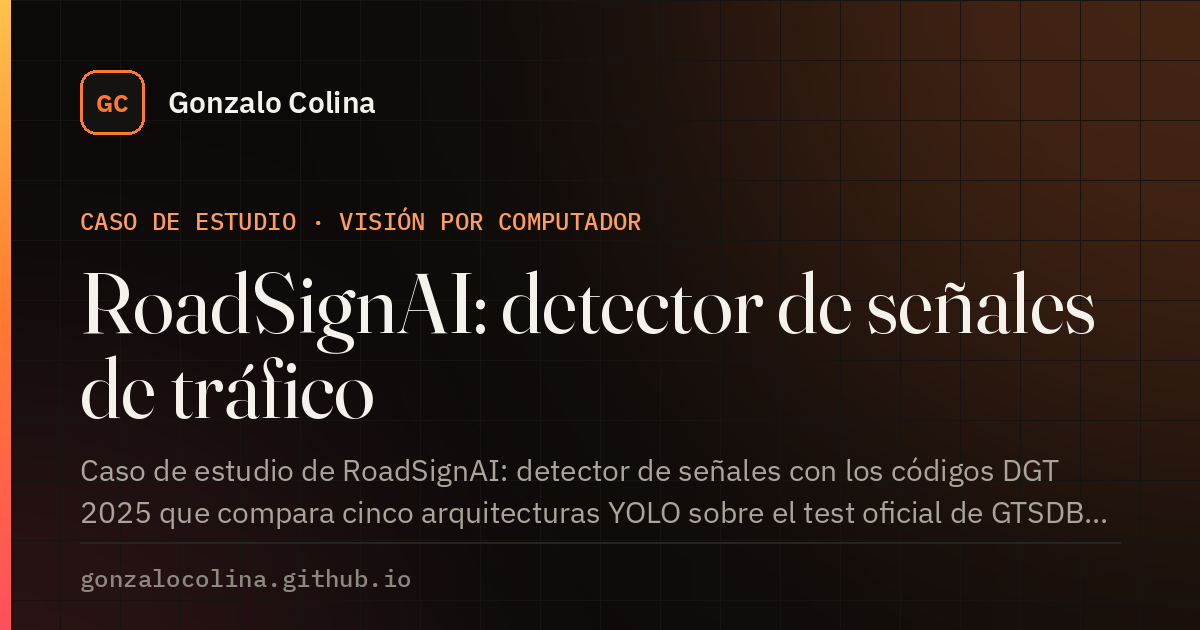 GC
Gonzalo Colina
CASO DE ESTUDIO · VISIÓN POR COMPUTADOR
RoadSignAI: detector de señales
de tráfico
Caso de estudio de RoadSignAI: detector de señales con los códigos DGT
2025 que compara cinco arquitecturas YOLO sobre el test oficial de GTSDB…
gonzalocolina.github.io